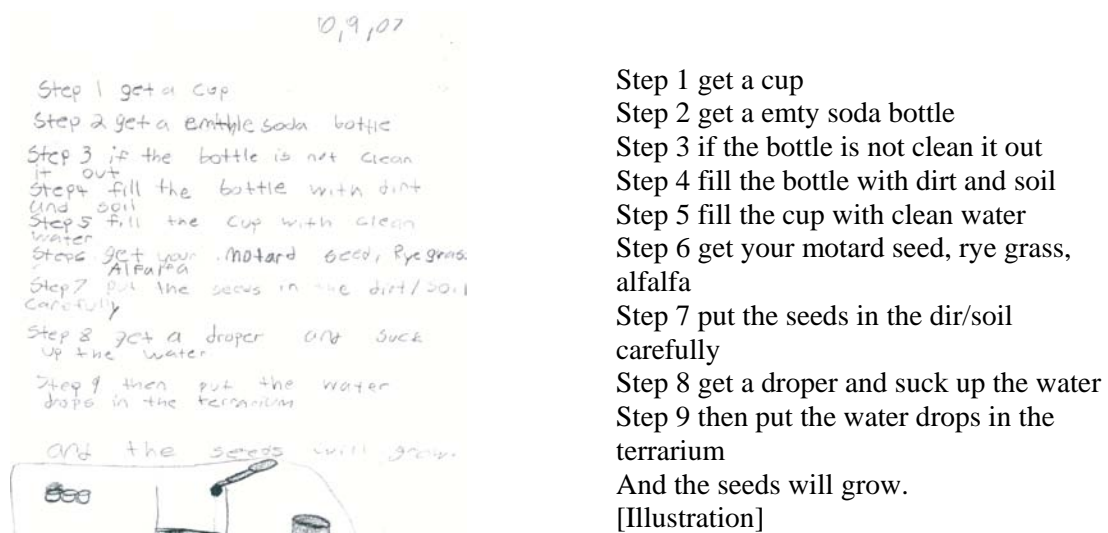 10,9,07
Step 1 get a cup
Step 2 get a emthle soda bottle
Step 3 if the bottle is not clean
it out
Step4 fill the bottle with dirt
and soil
Step 5 fill the cup with clean
water
Step6 get your motard seed, Rye grass.
Alfalfa
Step 7 put the seeds in the dirt/soil
carefully
Step 8 get a droper and suck
up the water
Step 9 then put the water
drops in the terrarium
and the seeds will grow.
Step 1 get a cup
Step 2 get a emty soda bottle
Step 3 if the bottle is not clean it out
Step 4 fill the bottle with dirt and soil
Step 5 fill the cup with clean water
Step 6 get your motard seed, rye grass,
alfalfa
Step 7 put the seeds in the dir/soil
carefully
Step 8 get a droper and suck up the water
Step 9 then put the water drops in the
terrarium
And the seeds will grow.
[Illustration]